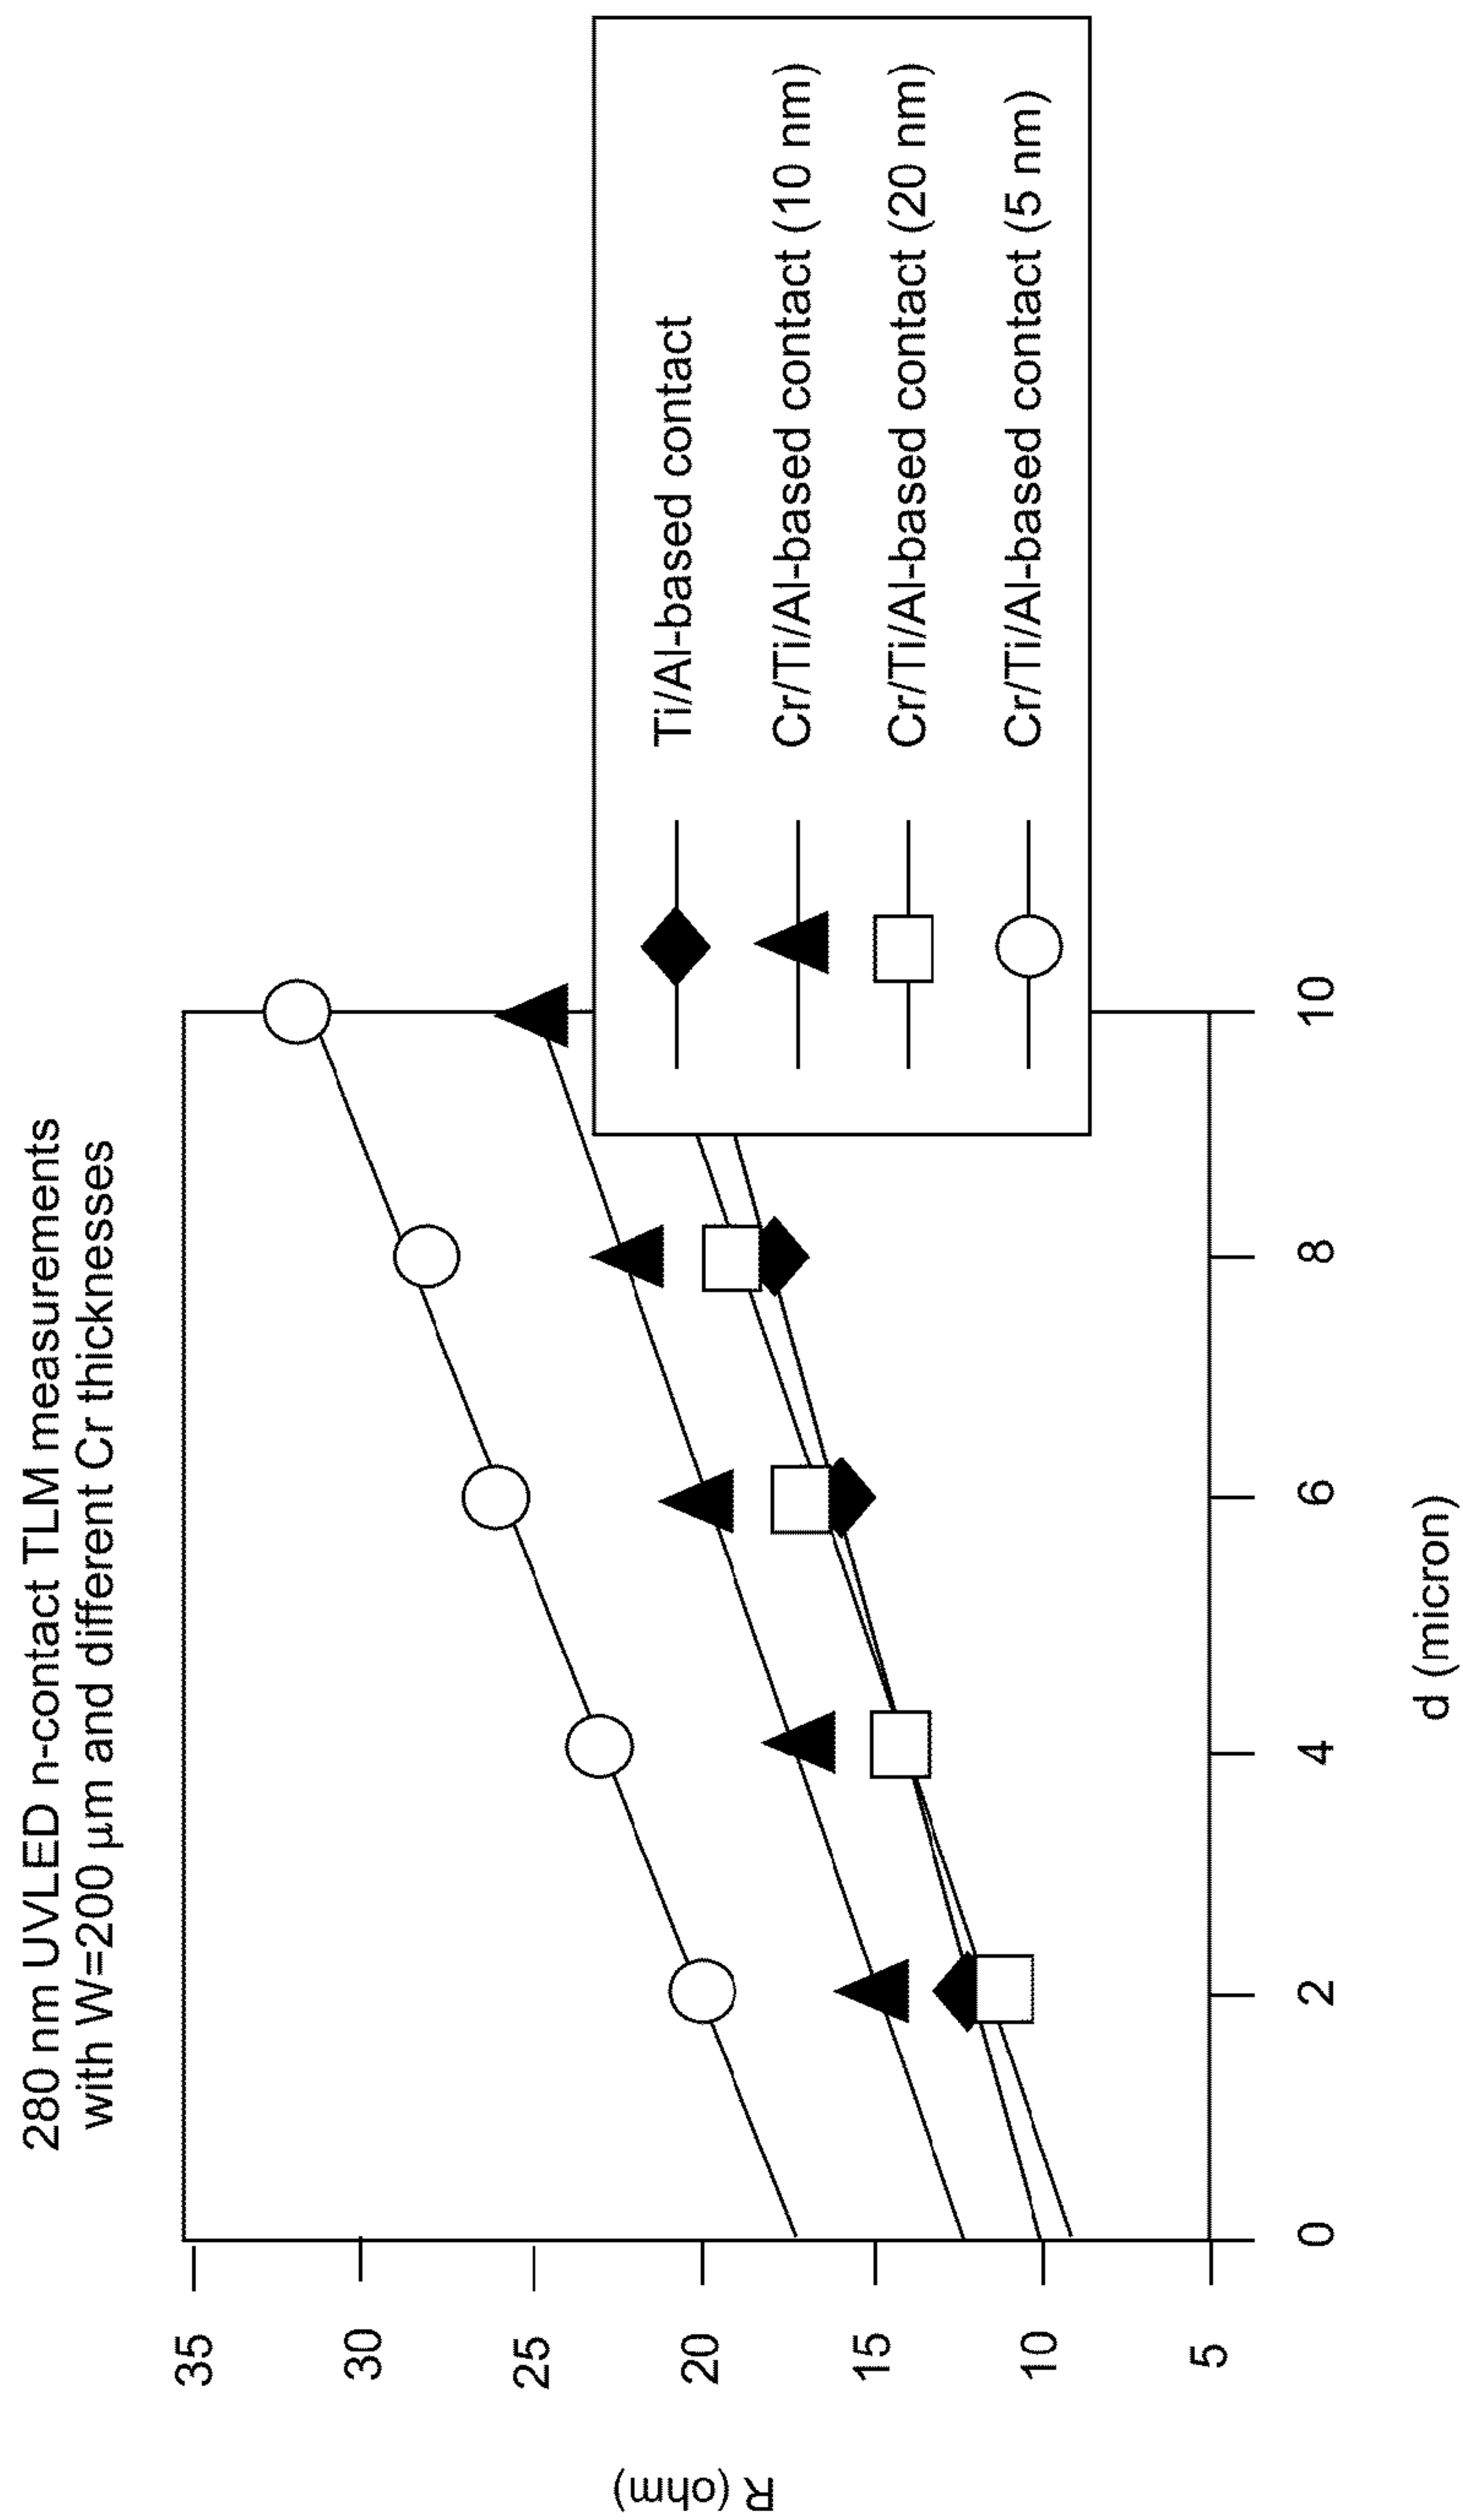 280 nm UVLED n-contact TLM measurements
with W=200 μm and different Cr thicknesses
R (ohm)
35
30
25
20
15
10
5
0
2
4
6
8
10
d (micron)
Ti/Al-based contact
Cr/Ti/Al-based contact (10 nm)
Cr/Ti/Al-based contact (20 nm)
Cr/Ti/Al-based contact (5 nm)